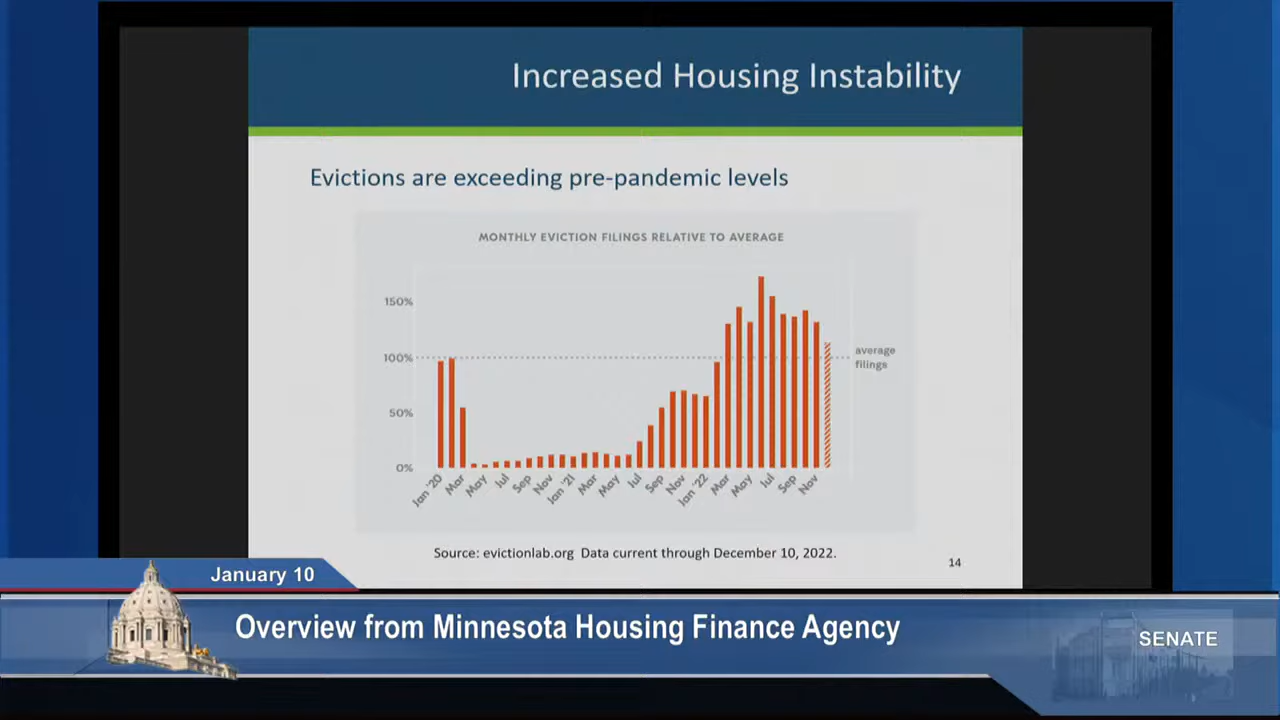 Increased Housing Instability
Evictions are exceeding pre-pandemic levels
MONTHLY EVICTION FILINGS RELATIVE TO AVERAGE
150%
100%
50%
0%
average
filings
Jan '20
Mar
May
Jul
Sep
Nov
Jan '21
Mar
May
Jul
Sep
Nov
Jan '22
Mar
May
Jul
Sep
Nov
Source: evictionlab.org Data current through December 10, 2022.
14
January 10
Overview from Minnesota Housing Finance Agency
SENATE